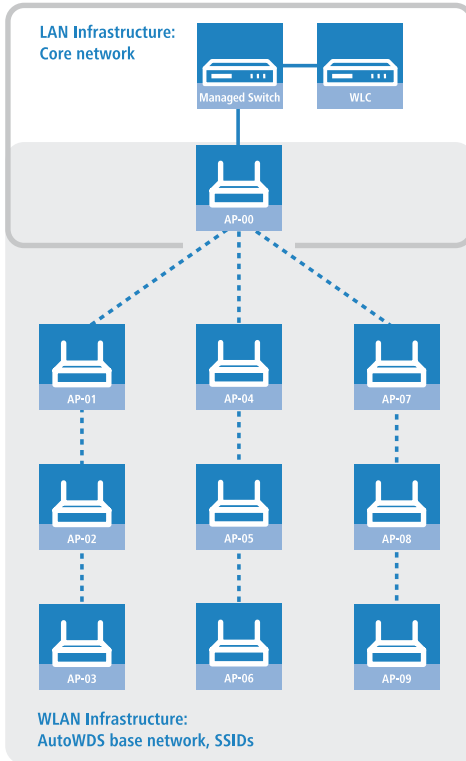 LAN Infrastructure:
Core network
Managed Switch
WLC
AP-00
AP-01
AP-04
AP-07
AP-02
AP-05
AP-08
AP-03
AP-06
AP-09
WLAN Infrastructure:
AutoWDS base network, SSIDs